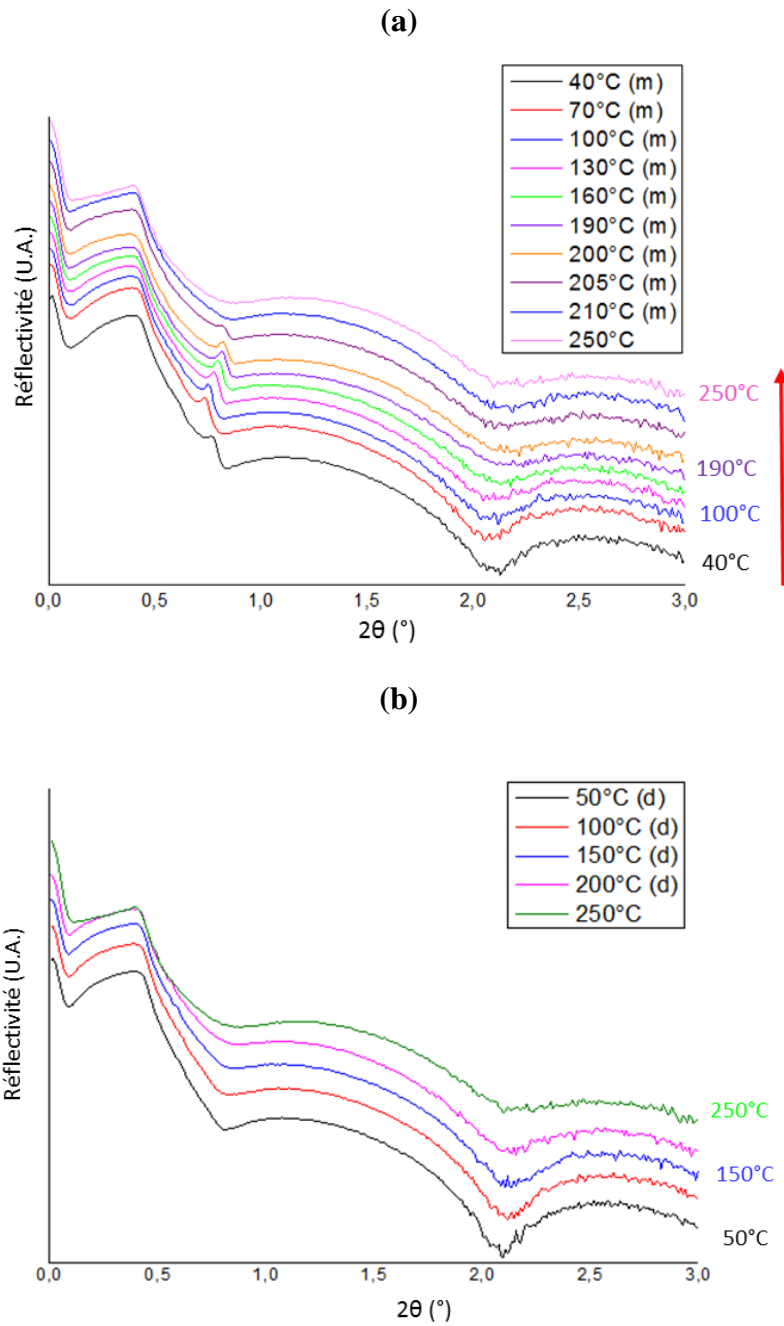 (a)
40°C (m)
70°C (m)
100°C (m)
130°C (m)
160°C (m)
190°C (m)
200°C (m)
205°C (m)
210°C (m)
250°C
Réflectivité (U.A.)
250°C
190°C
100°C
40°C
0,0 0,5 1,0 1,5 2,0 2,5 3,0
2θ (°)
(b)
50°C (d)
100°C (d)
150°C (d)
200°C (d)
250°C
Réflectivité (U.A.)
250°C
150°C
50°C
0,0 0,5 1,0 1,5 2,0 2,5 3,0
2θ (°)